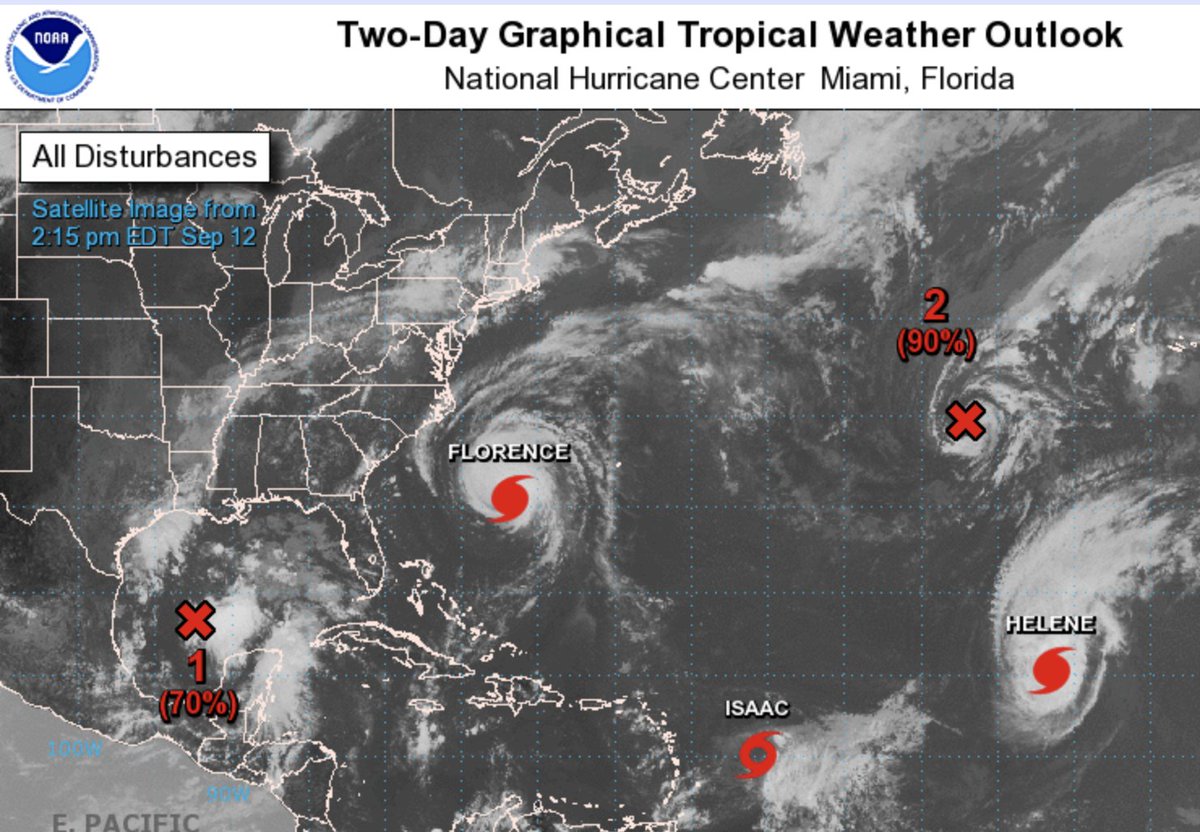 NOAA
NATIONAL OCEANIC AND ATMOSPHERIC ADMINISTRATION
U.S. DEPARTMENT OF COMMERCE
Two-Day Graphical Tropical Weather Outlook
National Hurricane Center Miami, Florida
All Disturbances
Satellite Image from
2:15 pm EDT Sep 12
2
(90%)
FLORENCE
1
(70%)
HELENE
ISAAC
100W
90W
E. PACIFIC